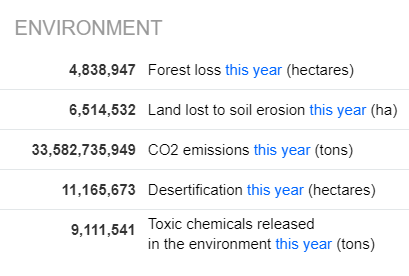 ENVIRONMENT
4,838,947 Forest loss this year (hectares)
6,514,532 Land lost to soil erosion this year (ha)
33,582,735,949 CO2 emissions this year (tons)
11,165,673 Desertification this year (hectares)
9,111,541 Toxic chemicals released
in the environment this year (tons)